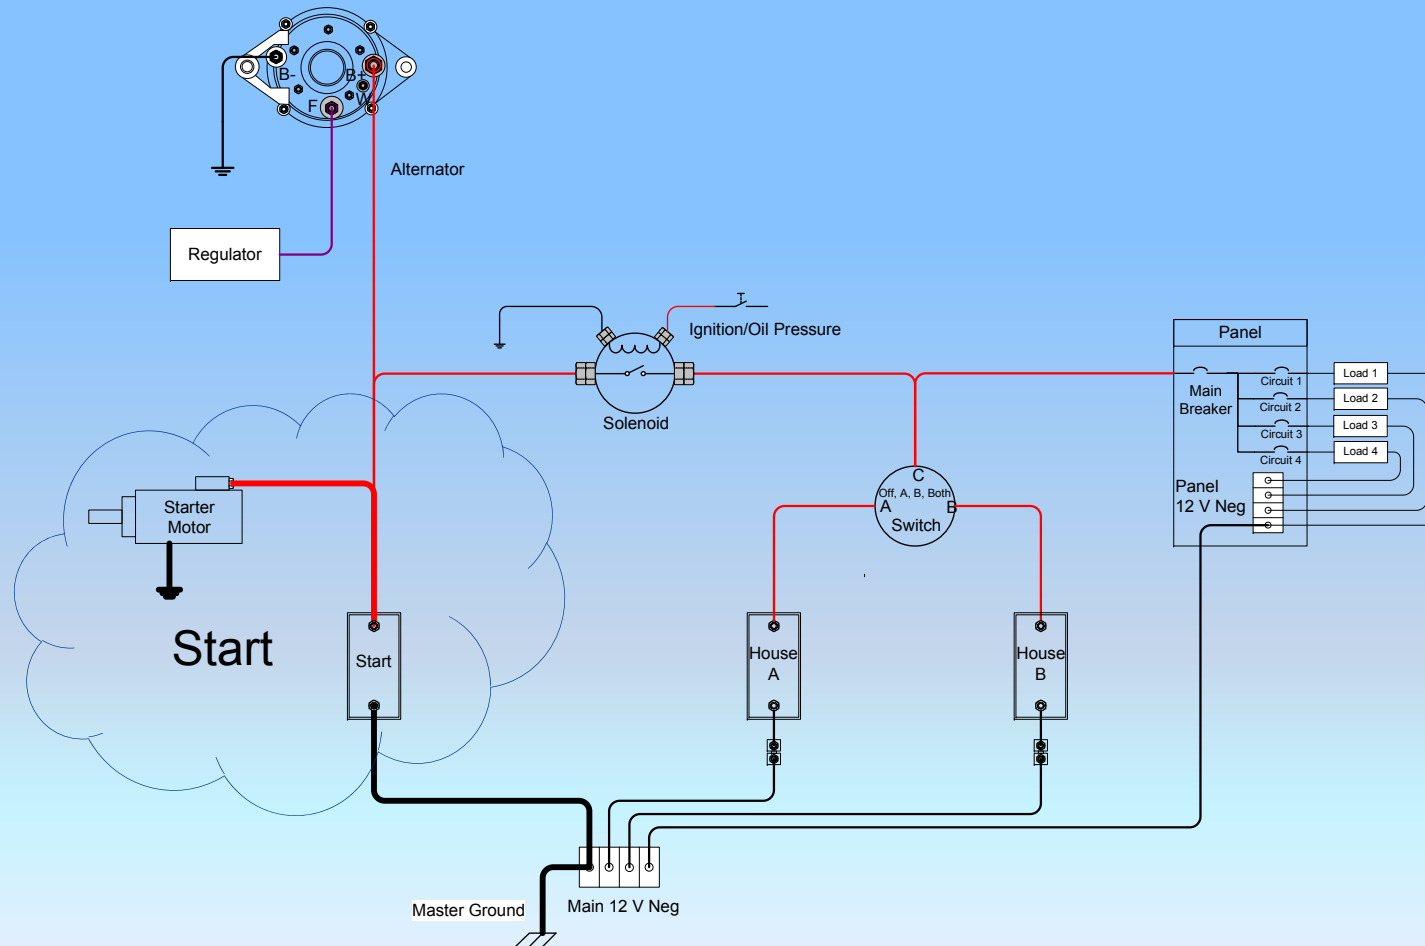 B-
B+
W
F
Alternator
Regulator
Ignition/Oil Pressure
Solenoid
Panel
Main
Breaker
Circuit 1
Circuit 2
Circuit 3
Circuit 4
Load 1
Load 2
Load 3
Load 4
Panel
12 V Neg
C
Off, A, B, Both
A
B
Switch
Starter
Motor
Start
Start
House
A
House
B
Master Ground
Main 12 V Neg